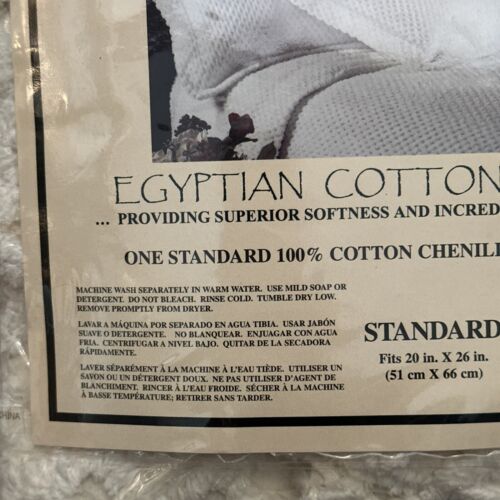 EGYPTIAN COTTON
... PROVIDING SUPERIOR SOFTNESS AND
ONE STANDARD 100% COTTON
MACHINE WASH SEPARATELY IN WARM WATER. USE MILD SOAP OR
DETERGENT. DO NOT BLEACH. RINSE COLD. TUMBLE DRY LOW.
REMOVE PROMPTLY FROM DRYER.
LAVAR A MÁQUINA POR SEPARADO EN AGUA TIBIA. USAR JABÓN
SUAVE O DETERGENTE. NO BLANQUEAR. ENJUAGAR CON AGUA
FRIA. CENTRIFUGAR A NIVEL BAJO. QUITAR DE LA SECADORA
RÁPIDAMENTE.
LAVER SÉPARÉMENT À LA MACHINE À L'EAU TIÈDE. UTILISER UN
SAVON OU UN DÉTERGENT DOUX. NE PAS UTILISER D'AGENT DE
BLANCHIMENT. RINCER À L'EAU FROIDE. SÉCHER À LA MACHINE
À BASSE TEMPÉRATURE; RETIRER SANS TARDER.
STANDARD
Fits 20 in. X 26 in.
(51 cm X 66 cm)
CHINA